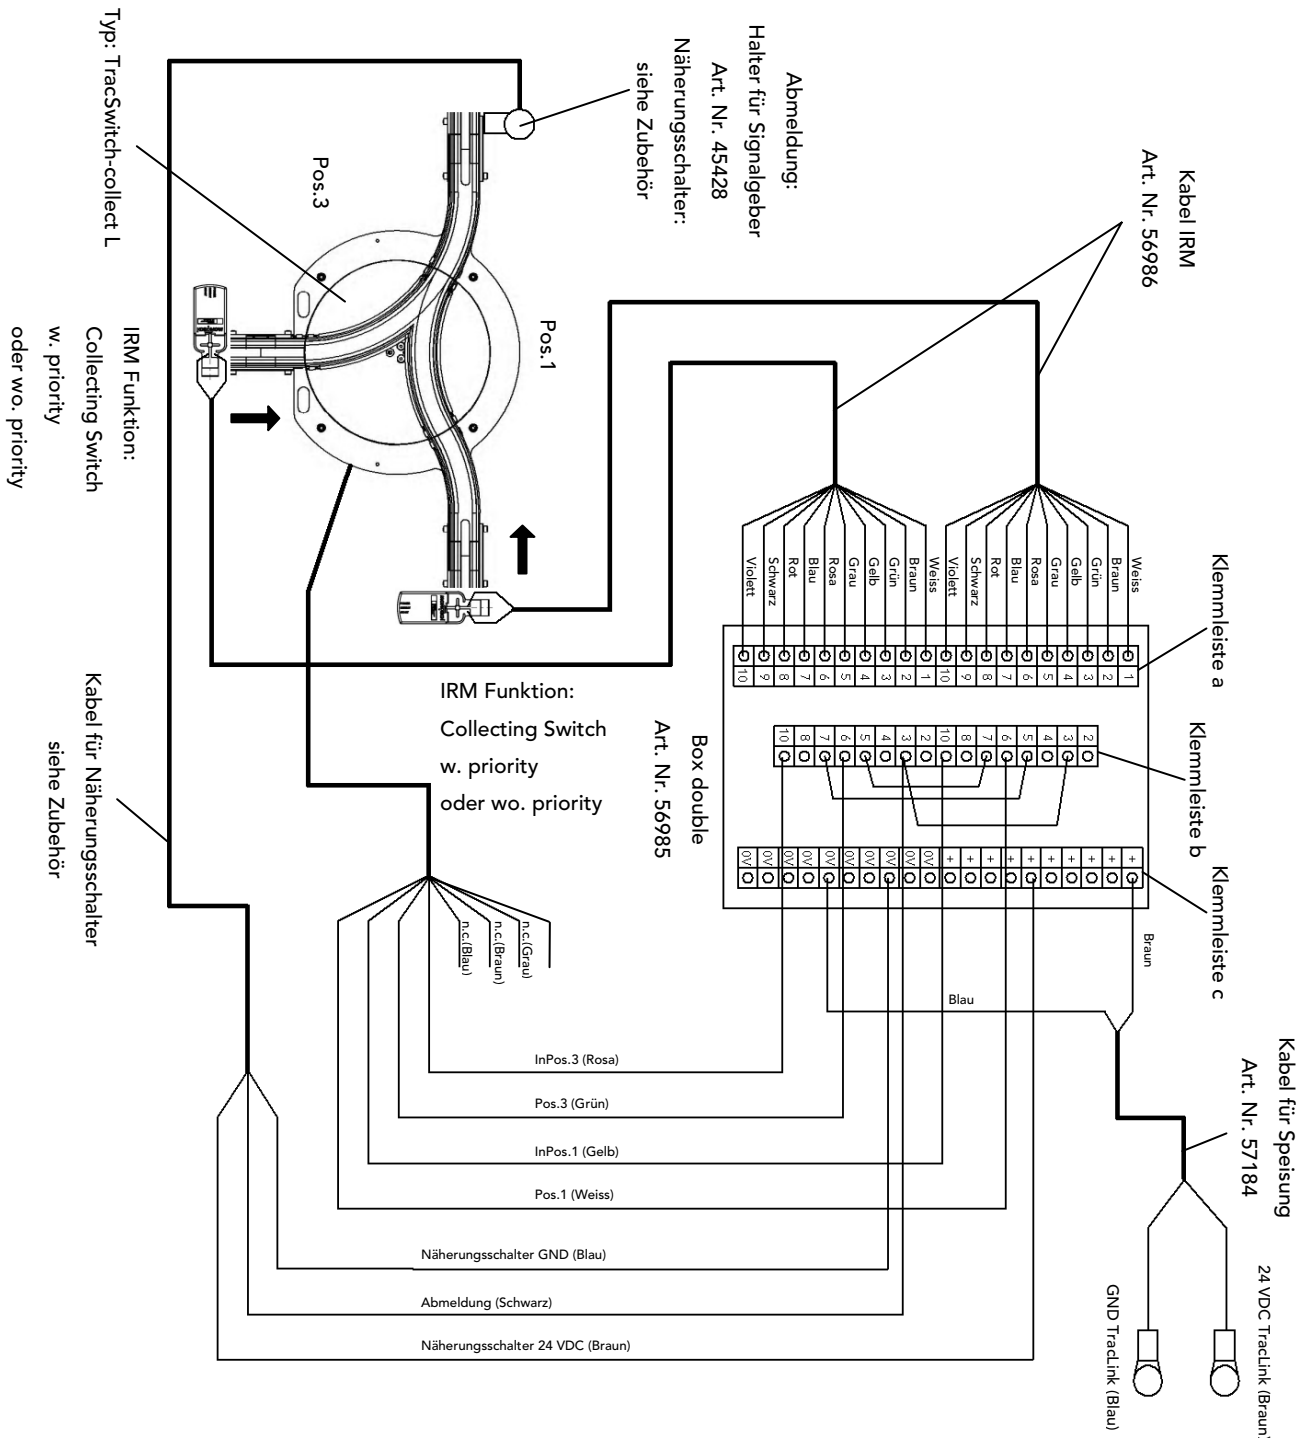 Abmeldung:
Halter für Signalgeber
Art. Nr. 45428
Näherungsschalter:
siehe Zubehör
Typ: TracSwitch-collect L
Pos.3
Pos.1
Kabel IRM
Art. Nr. 56986
IRM Funktion:
Collecting Switch
w. priority
oder wo. priority
IRM Funktion:
Collecting Switch
w. priority
oder wo. priority
Klemmleiste a
Klemmleiste b
Klemmleiste c
Weiss
Braun
Grün
Gelb
Grau
Rosa
Blau
Rot
Schwarz
Violett
Weiss
Braun
Grün
Gelb
Grau
Rosa
Blau
Rot
Schwarz
Violett
1 2 3 4 5 6 7 8 9 10 1 2 3 4 5 6 7 8 9 10
2 3 4 5 6 7 8 10 2 3 4 5 6 7 8 10
+ + + + + + + + + + 0V 0V 0V 0V 0V 0V 0V 0V 0V 0V
Box double
Art. Nr. 56985
Kabel für Näherungsschalter
siehe Zubehör
n.c.(Grau)
n.c.(Braun)
n.c.(Blau)
Braun
Blau
InPos.3 (Rosa)
Pos.3 (Grün)
InPos.1 (Gelb)
Pos.1 (Weiss)
Näherungsschalter GND (Blau)
Abmeldung (Schwarz)
Näherungsschalter 24 VDC (Braun)
Kabel für Speisung
Art. Nr. 57184
24 VDC TracLink (Braun)
GND TracLink (Blau)